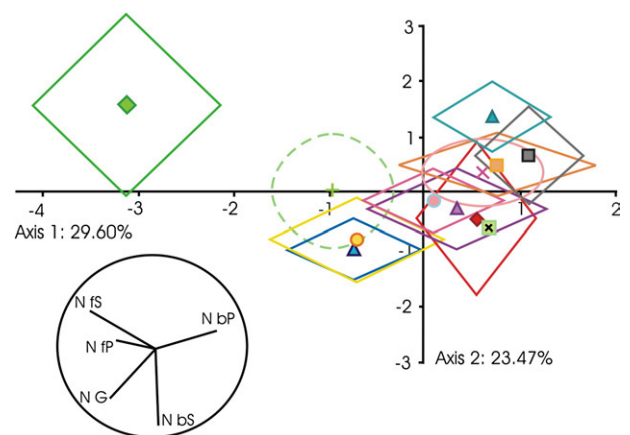 3
2
1
-4 -3 -2 -1 1 2
Axis 1: 29.60%
-1
-2
-3
Axis 2: 23.47%
N fS
N bP
N fP
N G
N bS